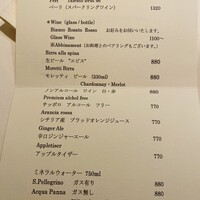 バーラ（スパークリングワイン） 1320
＊Wine（glass / bottle）
Bianco Rosato Rosso お好みをお伺いいたします。
Glass Wine 1100～
※Abbinament（お料理とのペアリングもございます。）
Birra alla spina
生ビール “エビス” 880
Moretti Birra
モレッティ ビール（330ml） 880
Chardonnay・Merlot
ノンアルコール ワイン 白・赤 880
Premium alchol free
サッポロ アルコール フリー 770
Arancia rossa
シチリア産 ブラッドオレンジジュース 770
Ginger Ale
辛口ジンジャーエール 770
Appletiser
アップルタイザー 770
ミネラルウォーター 750ml
S.Pellegrino ガス有り 880
Acqua Panna ガス無し 880